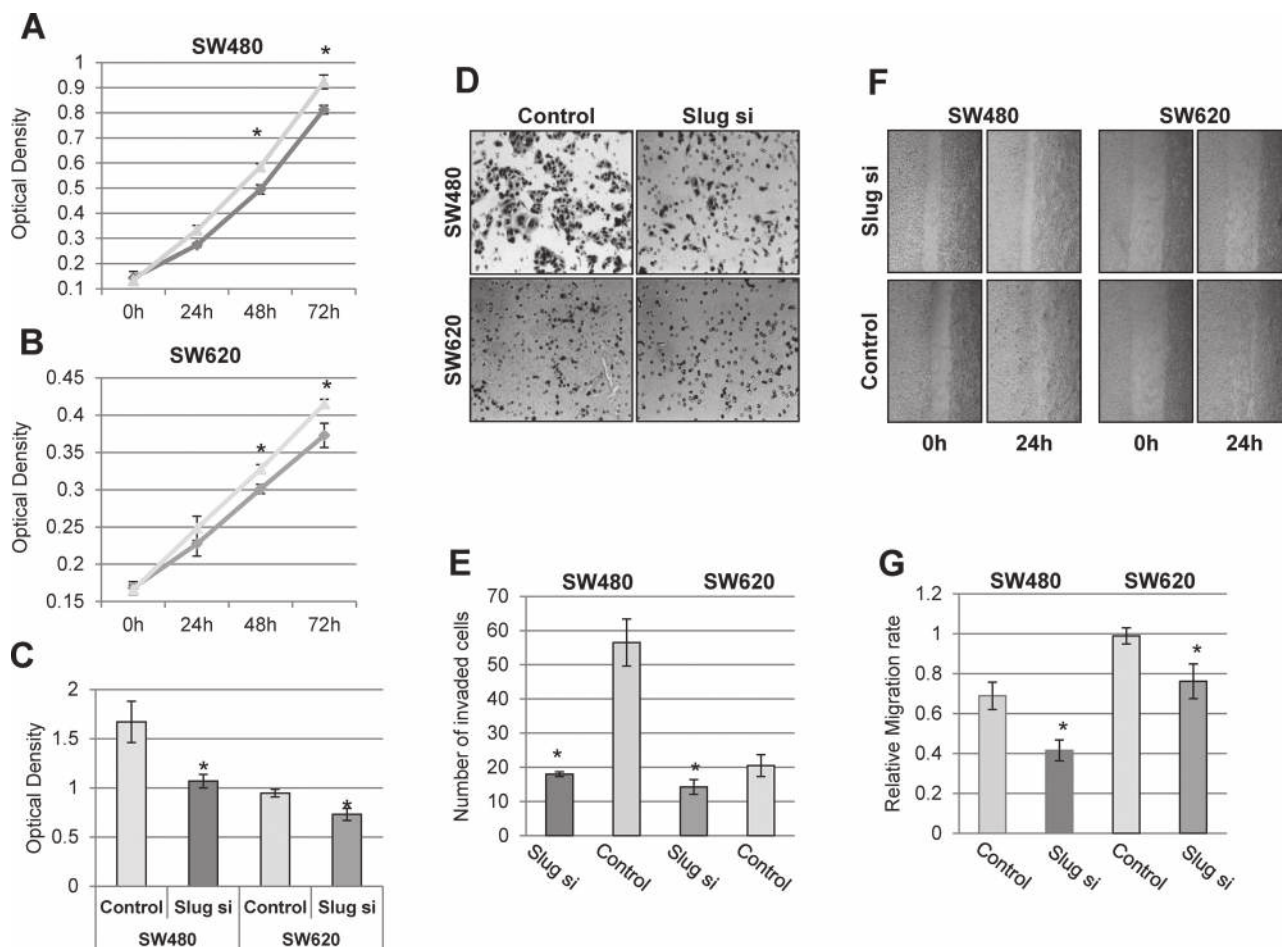 A
SW480
*
*
1
0.9
0.8
0.7
0.6
0.5
0.4
0.3
0.2
0.1
Optical Density
0h 24h 48h 72h
B
SW620
*
*
0.45
0.4
0.35
0.3
0.25
0.2
0.15
Optical Density
0h 24h 48h 72h
C
2
1.5
1
0.5
0
Optical Density
*
*
Control Slug si Control Slug si
SW480 SW620
D
Control Slug si
SW480
SW620
E
SW480 SW620
70
60
50
40
30
20
10
0
Number of invaded cells
*
*
Slug si Control Slug si Control
F
SW480 SW620
Slug si
Control
0h 24h 0h 24h
G
SW480 SW620
1.2
1
0.8
0.6
0.4
0.2
0
Relative Migration rate
*
*
Control Slug si Control Slug si